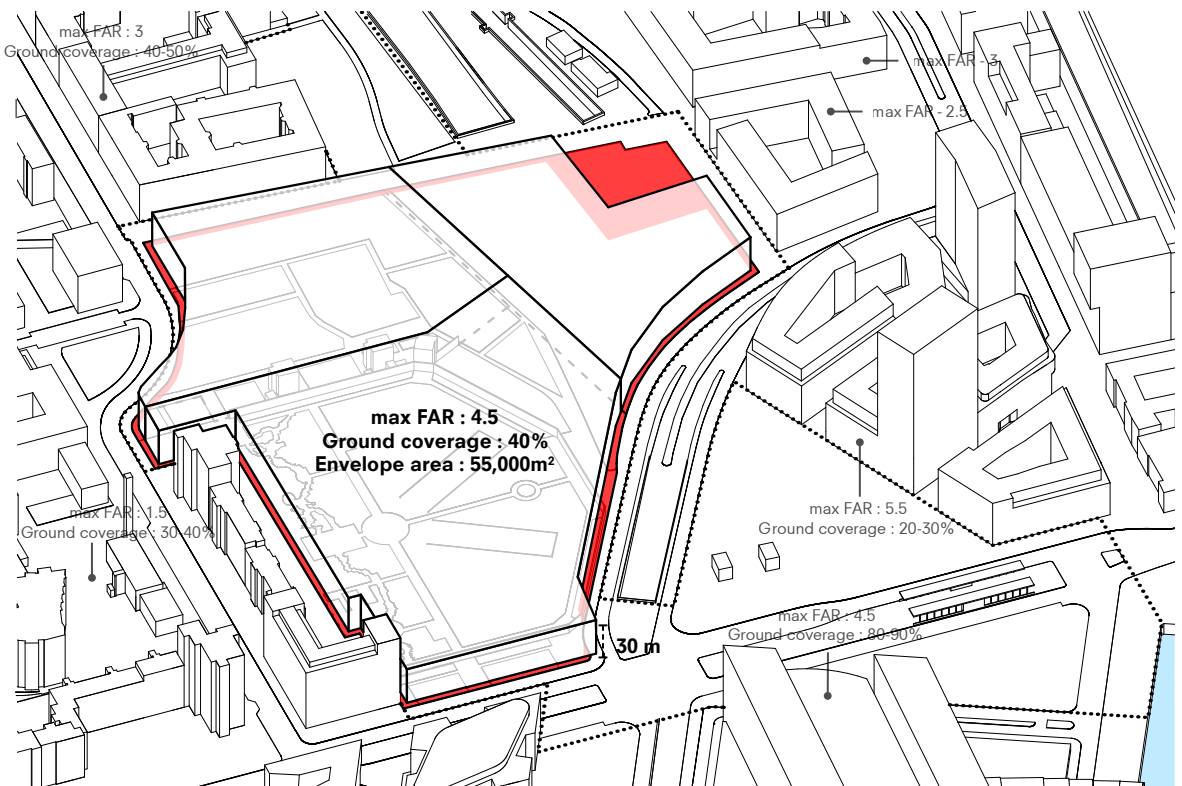 max FAR : 3
Ground coverage : 40-50%
max FAR - 3
max FAR - 2.5
max FAR : 4.5
Ground coverage : 40%
Envelope area : 55,000m²
max FAR : 1.5
Ground coverage : 30-40%
max FAR : 5.5
Ground coverage : 20-30%
max FAR : 4.5
Ground coverage : 80-90%
30 m